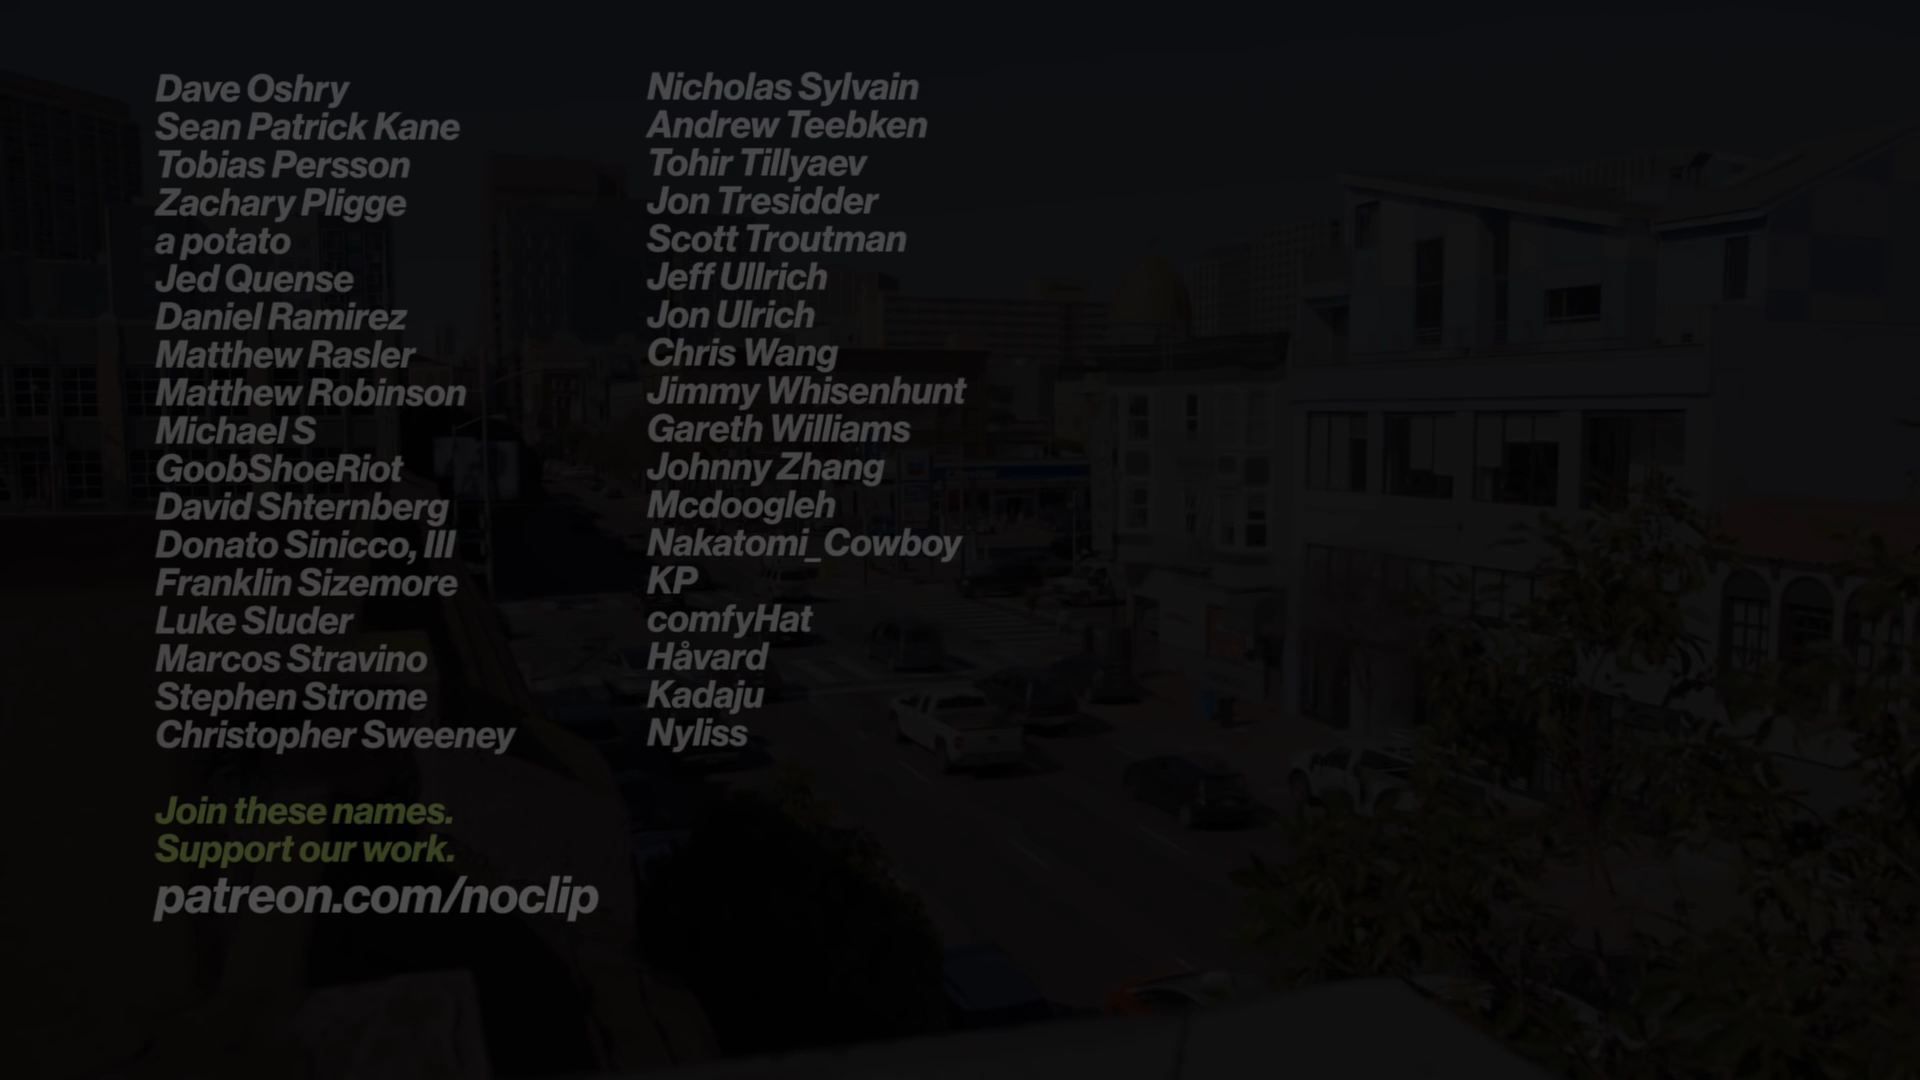 Dave Oshry
Sean Patrick Kane
Tobias Persson
Zachary Pligge
a potato
Jed Quense
Daniel Ramirez
Matthew Rasler
Matthew Robinson
Michael S
GoobShoeRiot
David Shternberg
Donato Sinicco, III
Franklin Sizemore
Luke Sluder
Marcos Stravino
Stephen Strome
Christopher Sweeney
Nicholas Sylvain
Andrew Teebken
Tohir Tillyaev
Jon Tresidder
Scott Troutman
Jeff Ullrich
Jon Ulrich
Chris Wang
Jimmy Whisenhunt
Gareth Williams
Johnny Zhang
Mcdoogleh
Nakatomi_Cowboy
KP
comfyHat
Håvard
Kadaju
Nyliss
Join these names.
Support our work.
patreon.com/noclip